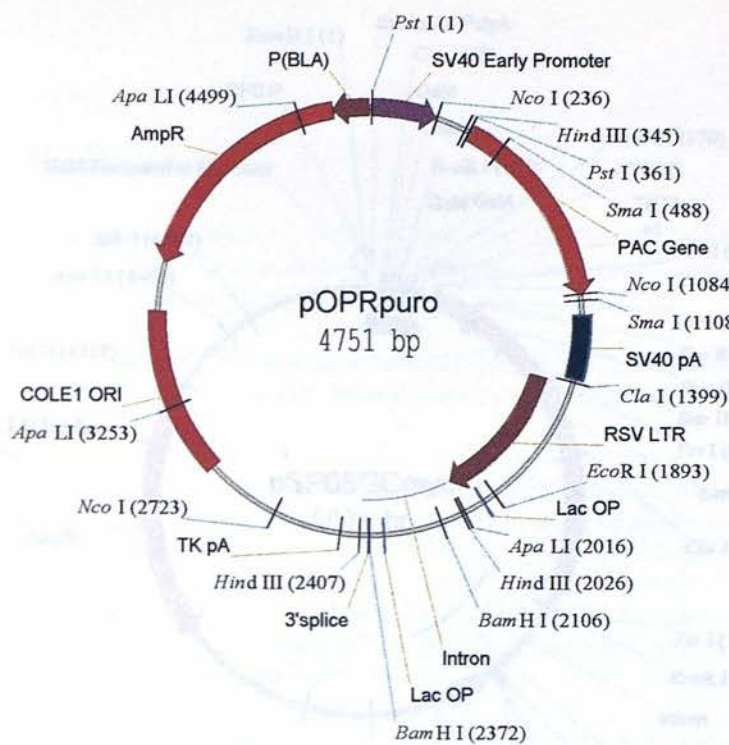 Pst I (1)
P(BLA)
SV40 Early Promoter
Apa LI (4499)
Nco I (236)
AmpR
Hind III (345)
Pst I (361)
Sma I (488)
PAC Gene
Nco I (1084)
pOPRpuro
4751 bp
Sma I (1108)
SV40 pA
COLE1 ORI
Cla I (1399)
Apa LI (3253)
RSV LTR
EcoR I (1893)
Nco I (2723)
Lac OP
TK pA
Apa LI (2016)
Hind III (2407)
Hind III (2026)
3'splice
BamH I (2106)
Intron
Lac OP
BamH I (2372)